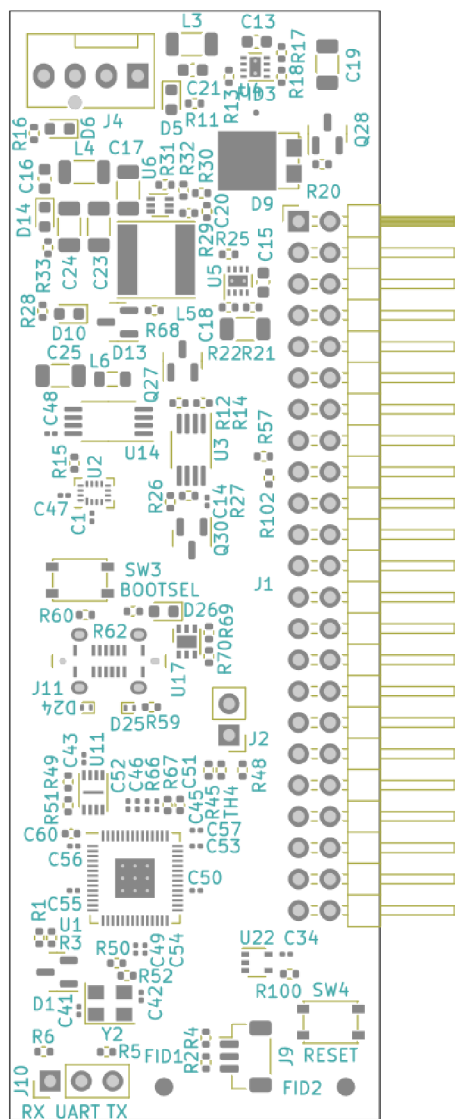 L3
C13
R17
C19
J4
C21
U4
FID3
R13
R18
D5
R11
R16
D6
Q28
L4
C17
U6
R31
R32
R30
C16
R20
D9
D14
C20
R29
R25
C15
R33
C24
C23
U5
R28
D10
R68
L5
C18
D13
R22
R21
C25
L6
Q27
C48
U14
R12
R14
U3
R57
R15
U2
R26
C14
R27
R102
C47
C1
Q30
SW3
BOOTSEL
J1
R60
D26
R62
R69
R70
U17
J11
D24
D25
R59
J2
C43
U11
C52
C46
R66
R67
C51
R49
R51
C45
R45
TH4
R48
C60
C57
C56
C53
C55
C50
R1
U1
R3
R50
C49
C54
U22
C34
R52
D1
C41
C42
R100
SW4
Y2
R6
R5
FID1
R4
R2
J9
RESET
J10
FID2
RX UART TX